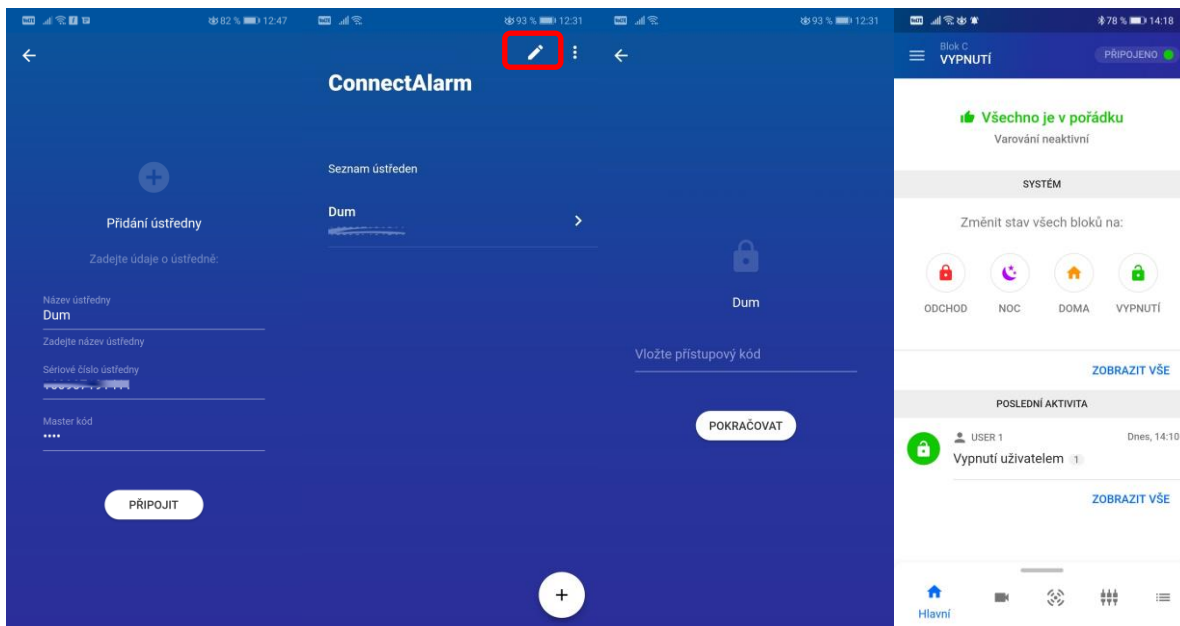 82 % 12:47
Přidání ústředny
Zadejte údaje o ústředně:
Název ústředny
Dum
Zadejte název ústředny
Sériové číslo ústředny
Master kód
••••
PŘIPOJIT
93 % 12:31
ConnectAlarm
Seznam ústředen
Dum
93 % 12:31
Dum
Vložte přístupový kód
POKRAČOVAT
78 % 14:18
Blok C
VYPNUTÍ
PŘIPOJENO
Všechno je v pořádku
Varování neaktivní
SYSTÉM
Změnit stav všech bloků na:
ODCHOD NOC DOMA VYPNUTÍ
ZOBRAZIT VŠE
POSLEDNÍ AKTIVITA
USER 1 Dnes, 14:10
Vypnutí uživatelem 1
ZOBRAZIT VŠE
Hlavní